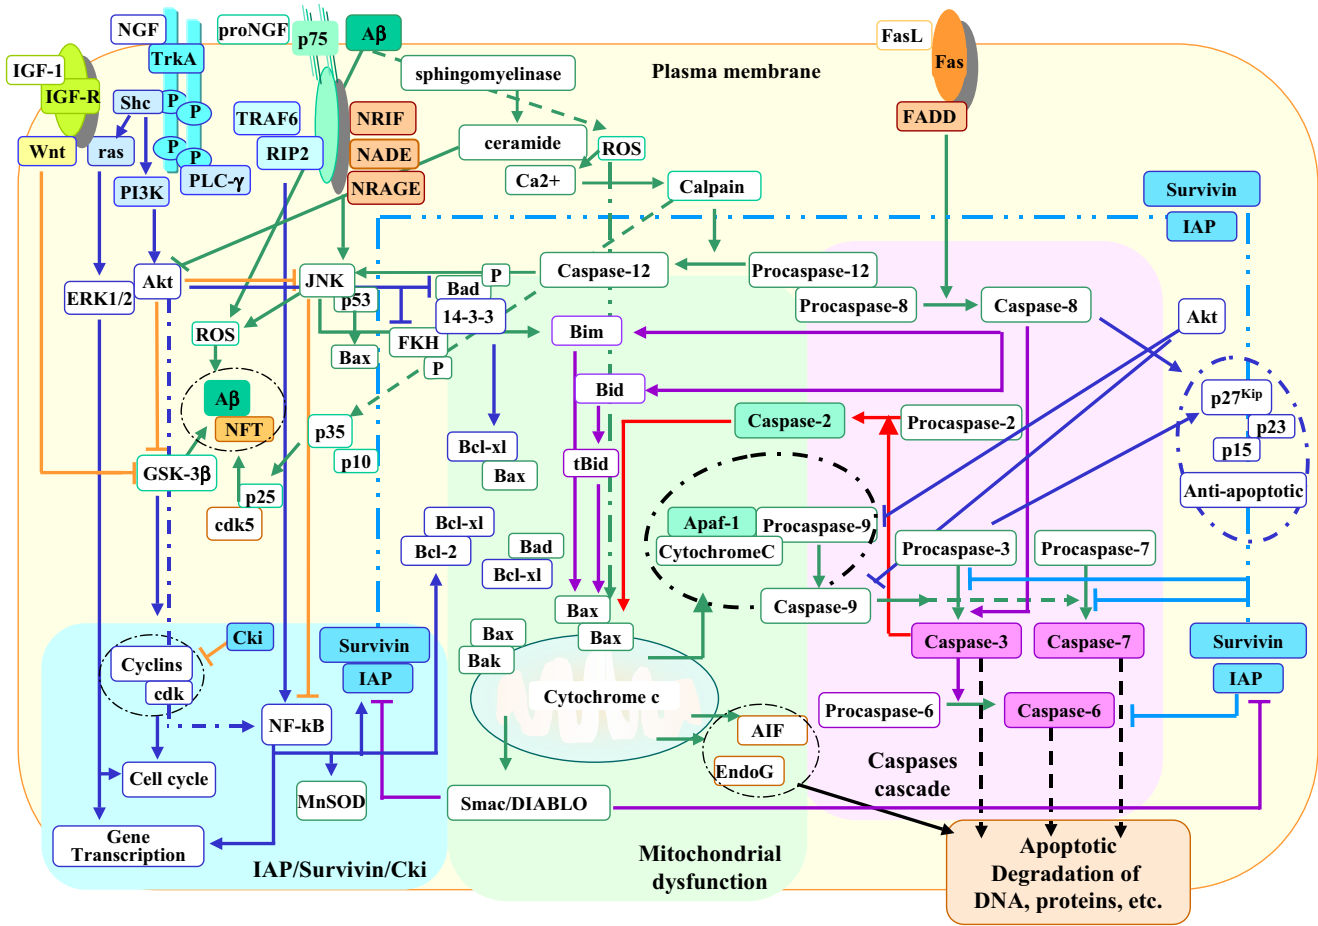 NGF
proNGF
p75
Aβ
FasL
Fas
IGF-1
TrkA
sphingomyelinase
Plasma membrane
IGF-R
Shc
P
P
TRAF6
NRIF
FADD
Wnt
ras
P
P
RIP2
NADE
ceramide
ROS
PI3K
PLC-γ
NRAGE
Ca2+
Calpain
Survivin
IAP
Akt
JNK
P
Caspase-12
Procaspase-12
ERK1/2
p53
Bad
Procaspase-8
Caspase-8
14-3-3
Akt
ROS
Bim
FKH
Bax
P
Aβ
Bid
p27Kip
NFT
p35
Caspase-2
Procaspase-2
p23
Bcl-xl
p15
p10
tBid
GSK-3β
Bax
p25
Anti-apoptotic
cdk5
Bcl-xl
Apaf-1
Procaspase-9
Bcl-2
Bad
CytochromeC
Procaspase-3
Procaspase-7
Bcl-xl
Bax
Caspase-9
Cki
Survivin
Bax
Bax
Caspase-3
Caspase-7
Survivin
Cyclins
Bak
IAP
IAP
cdk
Cytochrome c
NF-kB
Procaspase-6
Caspase-6
AIF
Cell cycle
EndoG
Caspases
cascade
MnSOD
Smac/DIABLO
Gene
Transcription
IAP/Survivin/Cki
Mitochondrial
dysfunction
Apoptotic
Degradation of
DNA, proteins, etc.